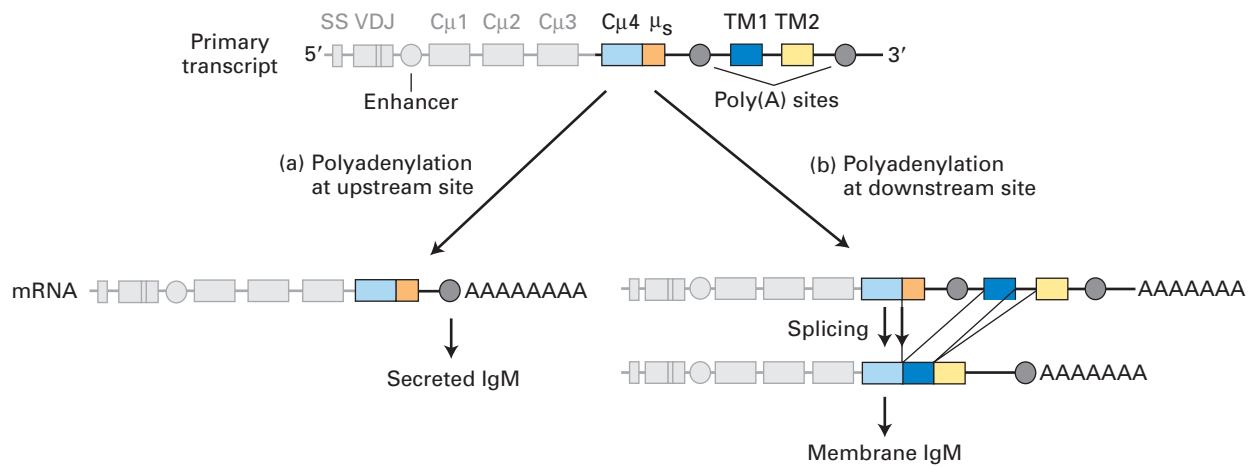 SS VDJ Cμ1 Cμ2 Cμ3 Cμ4 μs TM1 TM2
Primary
transcript
5′ 3′
Enhancer
Poly(A) sites
(a) Polyadenylation
at upstream site
(b) Polyadenylation
at downstream site
mRNA
AAAAAAAA
AAAAAAA
Splicing
Secreted IgM
AAAAAAA
Membrane IgM